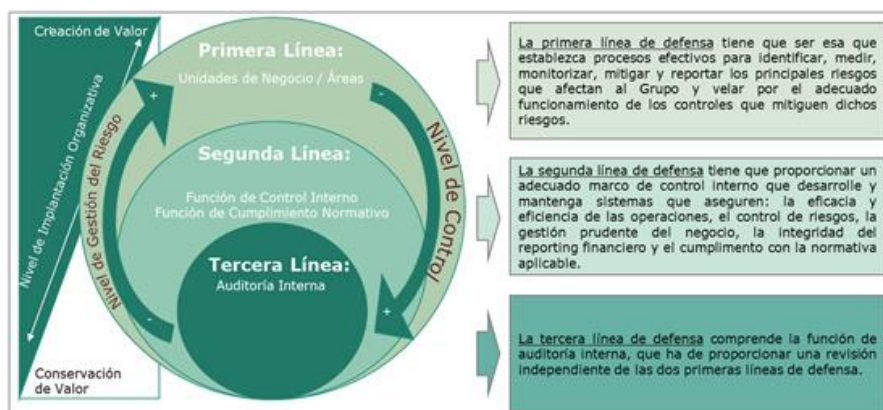 Creación de Valor
Nivel de Implantación Organizativa
Conservación
de Valor
Nivel de Gestión del Riesgo
+
-
Primera Línea:
Unidades de Negocio / Áreas
-
Nivel de Control
+
Segunda Línea:
Función de Control Interno
Función de Cumplimiento Normativo
Tercera Línea:
Auditoría Interna
La primera línea de defensa tiene que ser esa que
establezca procesos efectivos para identificar, medir,
monitorizar, mitigar y reportar los principales riesgos
que afectan al Grupo y velar por el adecuado
funcionamiento de los controles que mitiguen dichos
riesgos.
La segunda línea de defensa tiene que proporcionar un
adecuado marco de control interno que desarrolle y
mantenga sistemas que aseguren: la eficacia y
eficiencia de las operaciones, el control de riesgos, la
gestión prudente del negocio, la integridad del
reporting financiero y el cumplimento con la normativa
aplicable.
La tercera línea de defensa comprende la función de
auditoría interna, que ha de proporcionar una revisión
independiente de las dos primeras líneas de defensa.